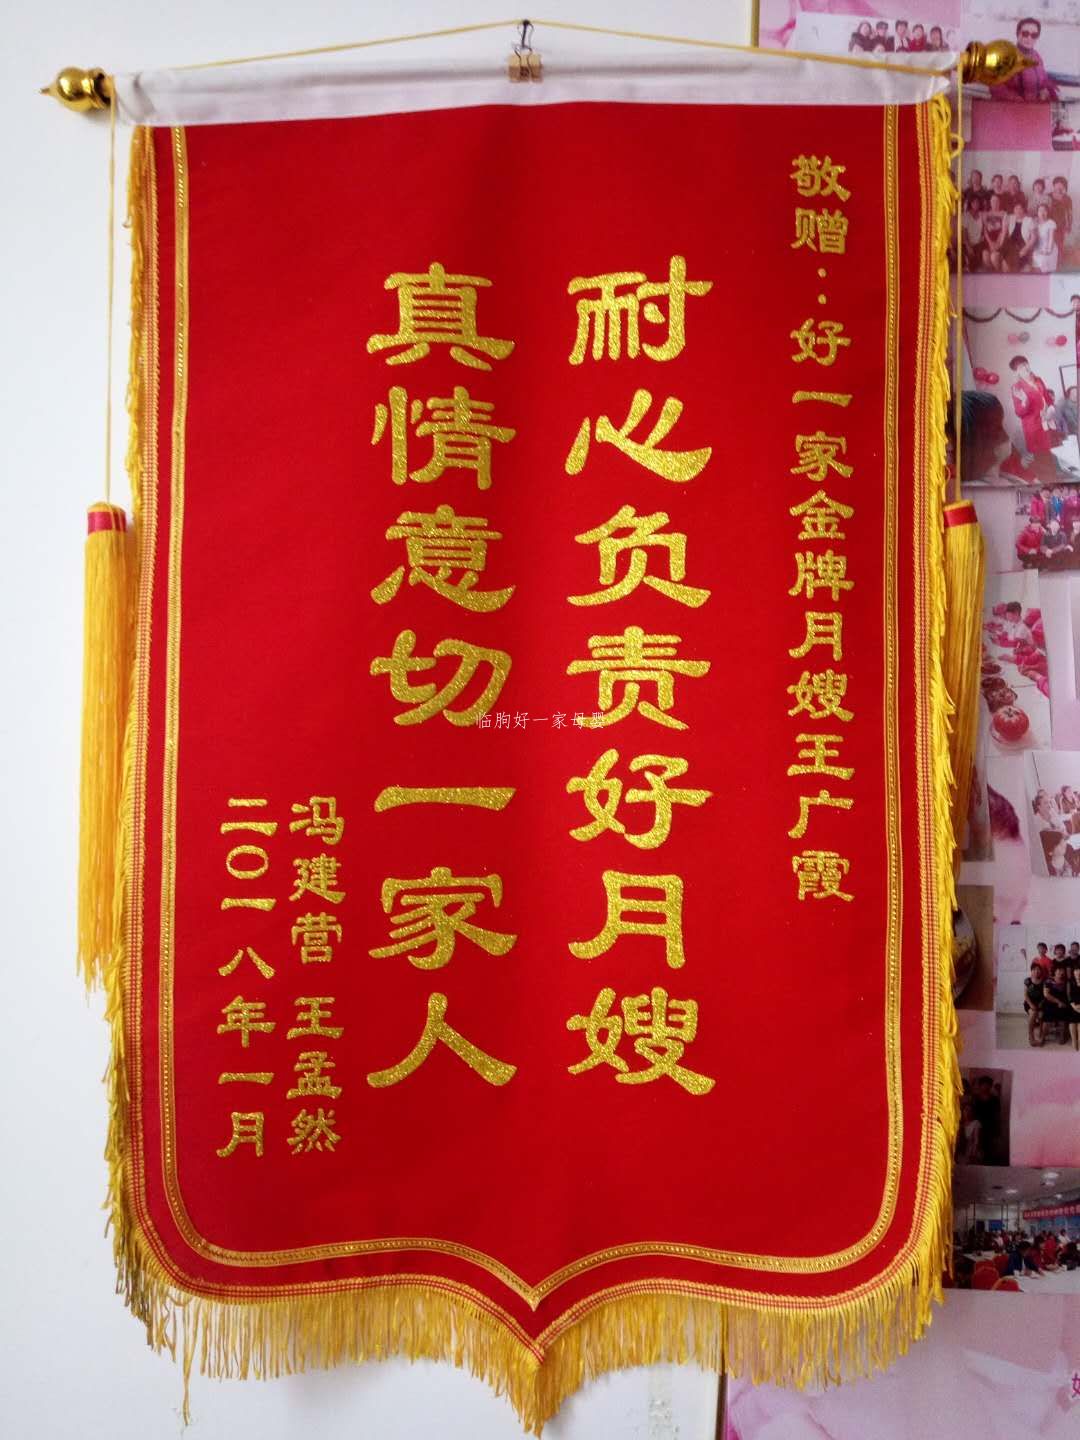 敬赠：好一家金牌月嫂王广霞
耐心负责好月嫂
真情意切一家人
冯建营 王孟然
二〇一八年一月
临朐好一家母婴